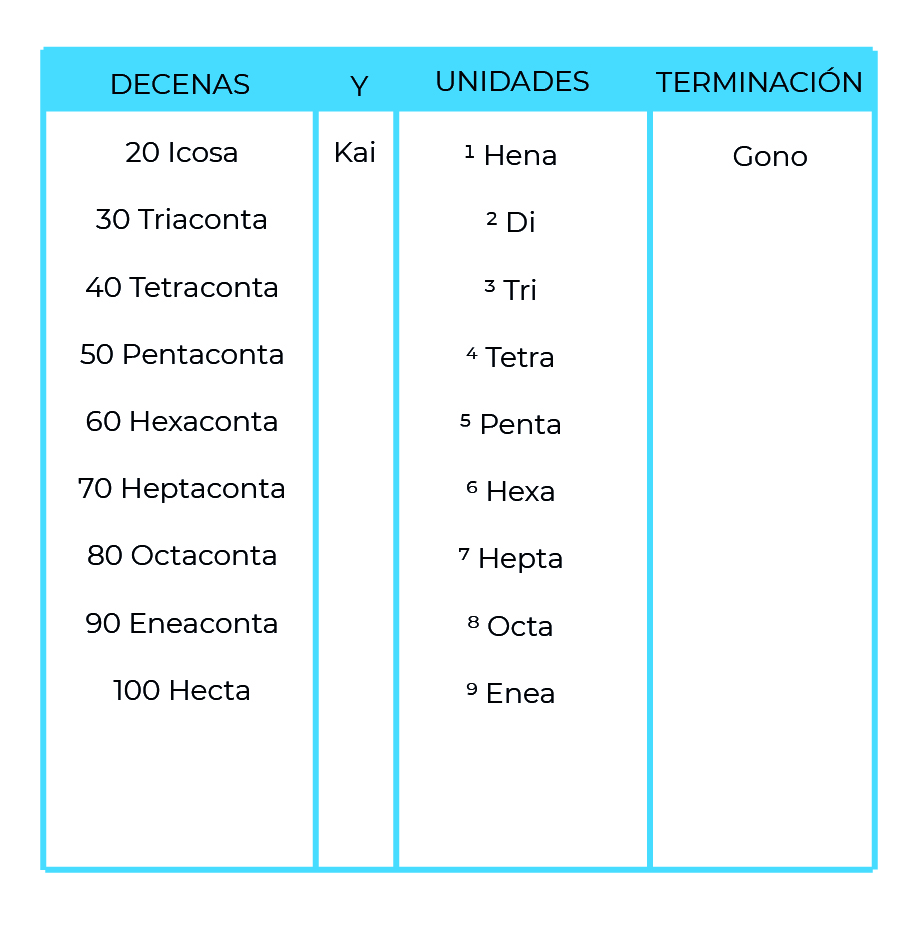 DECENAS Y UNIDADES TERMINACIÓN
20 Icosa Kai ¹ Hena Gono
30 Triaconta ² Di
40 Tetraconta ³ Tri
50 Pentaconta ⁴ Tetra
60 Hexaconta ⁵ Penta
70 Heptaconta ⁶ Hexa
80 Octaconta ⁷ Hepta
90 Eneaconta ⁸ Octa
100 Hecta ⁹ Enea